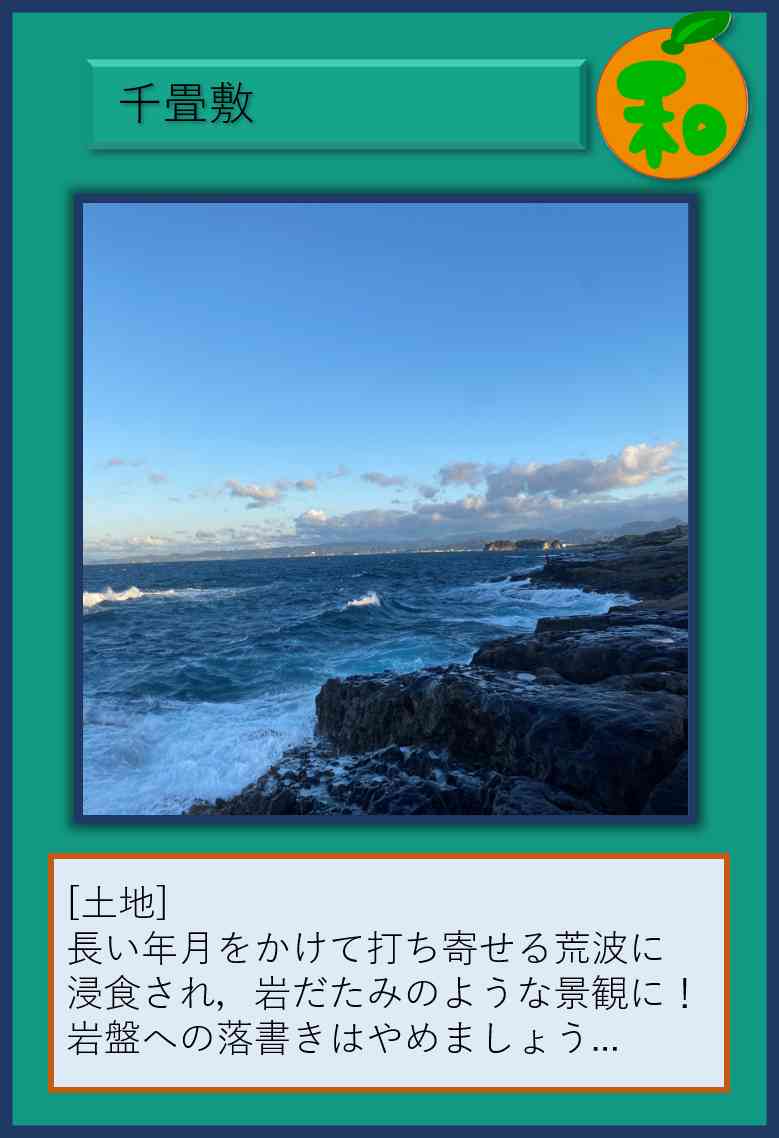 千畳敷
和
[土地]
長い年月をかけて打ち寄せる荒波に
浸食され，岩だたみのような景観に！
岩盤への落書きはやめましょう…